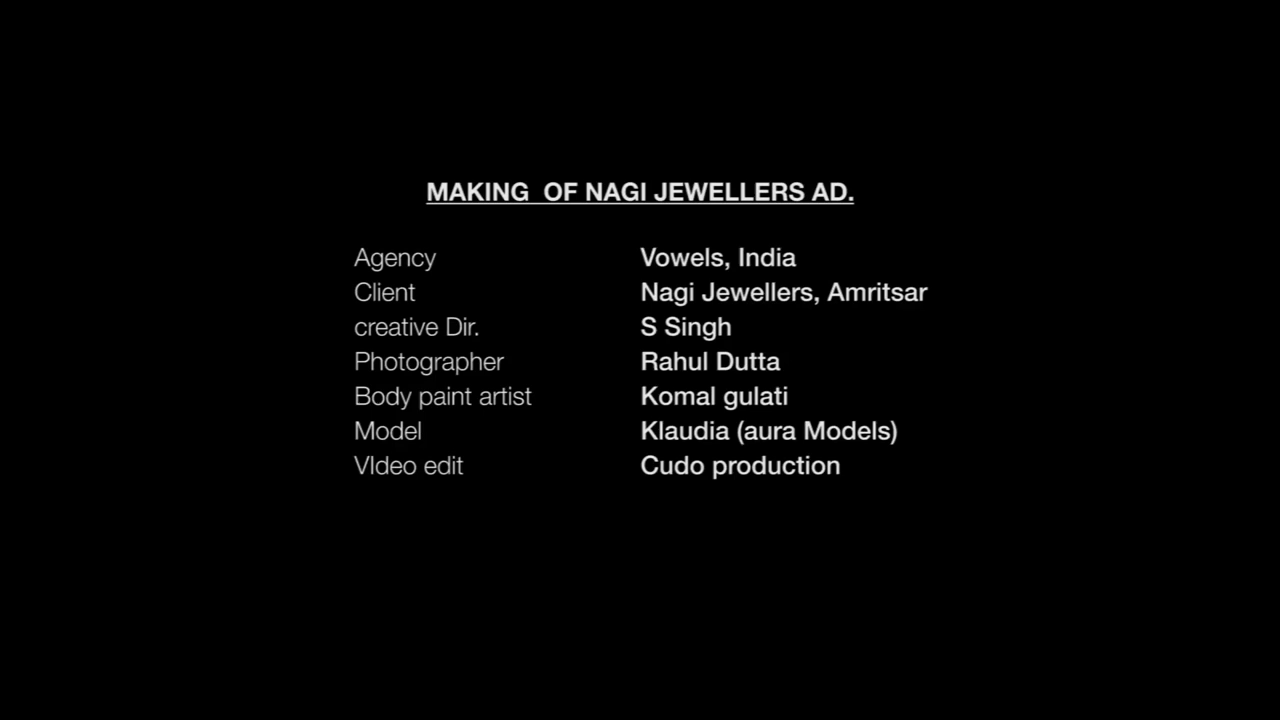 MAKING  OF NAGI JEWELLERS AD.
Agency Vowels, India
Client Nagi Jewellers, Amritsar
creative Dir. S Singh
Photographer Rahul Dutta
Body paint artist Komal gulati
Model Klaudia (aura Models)
VIdeo edit Cudo production